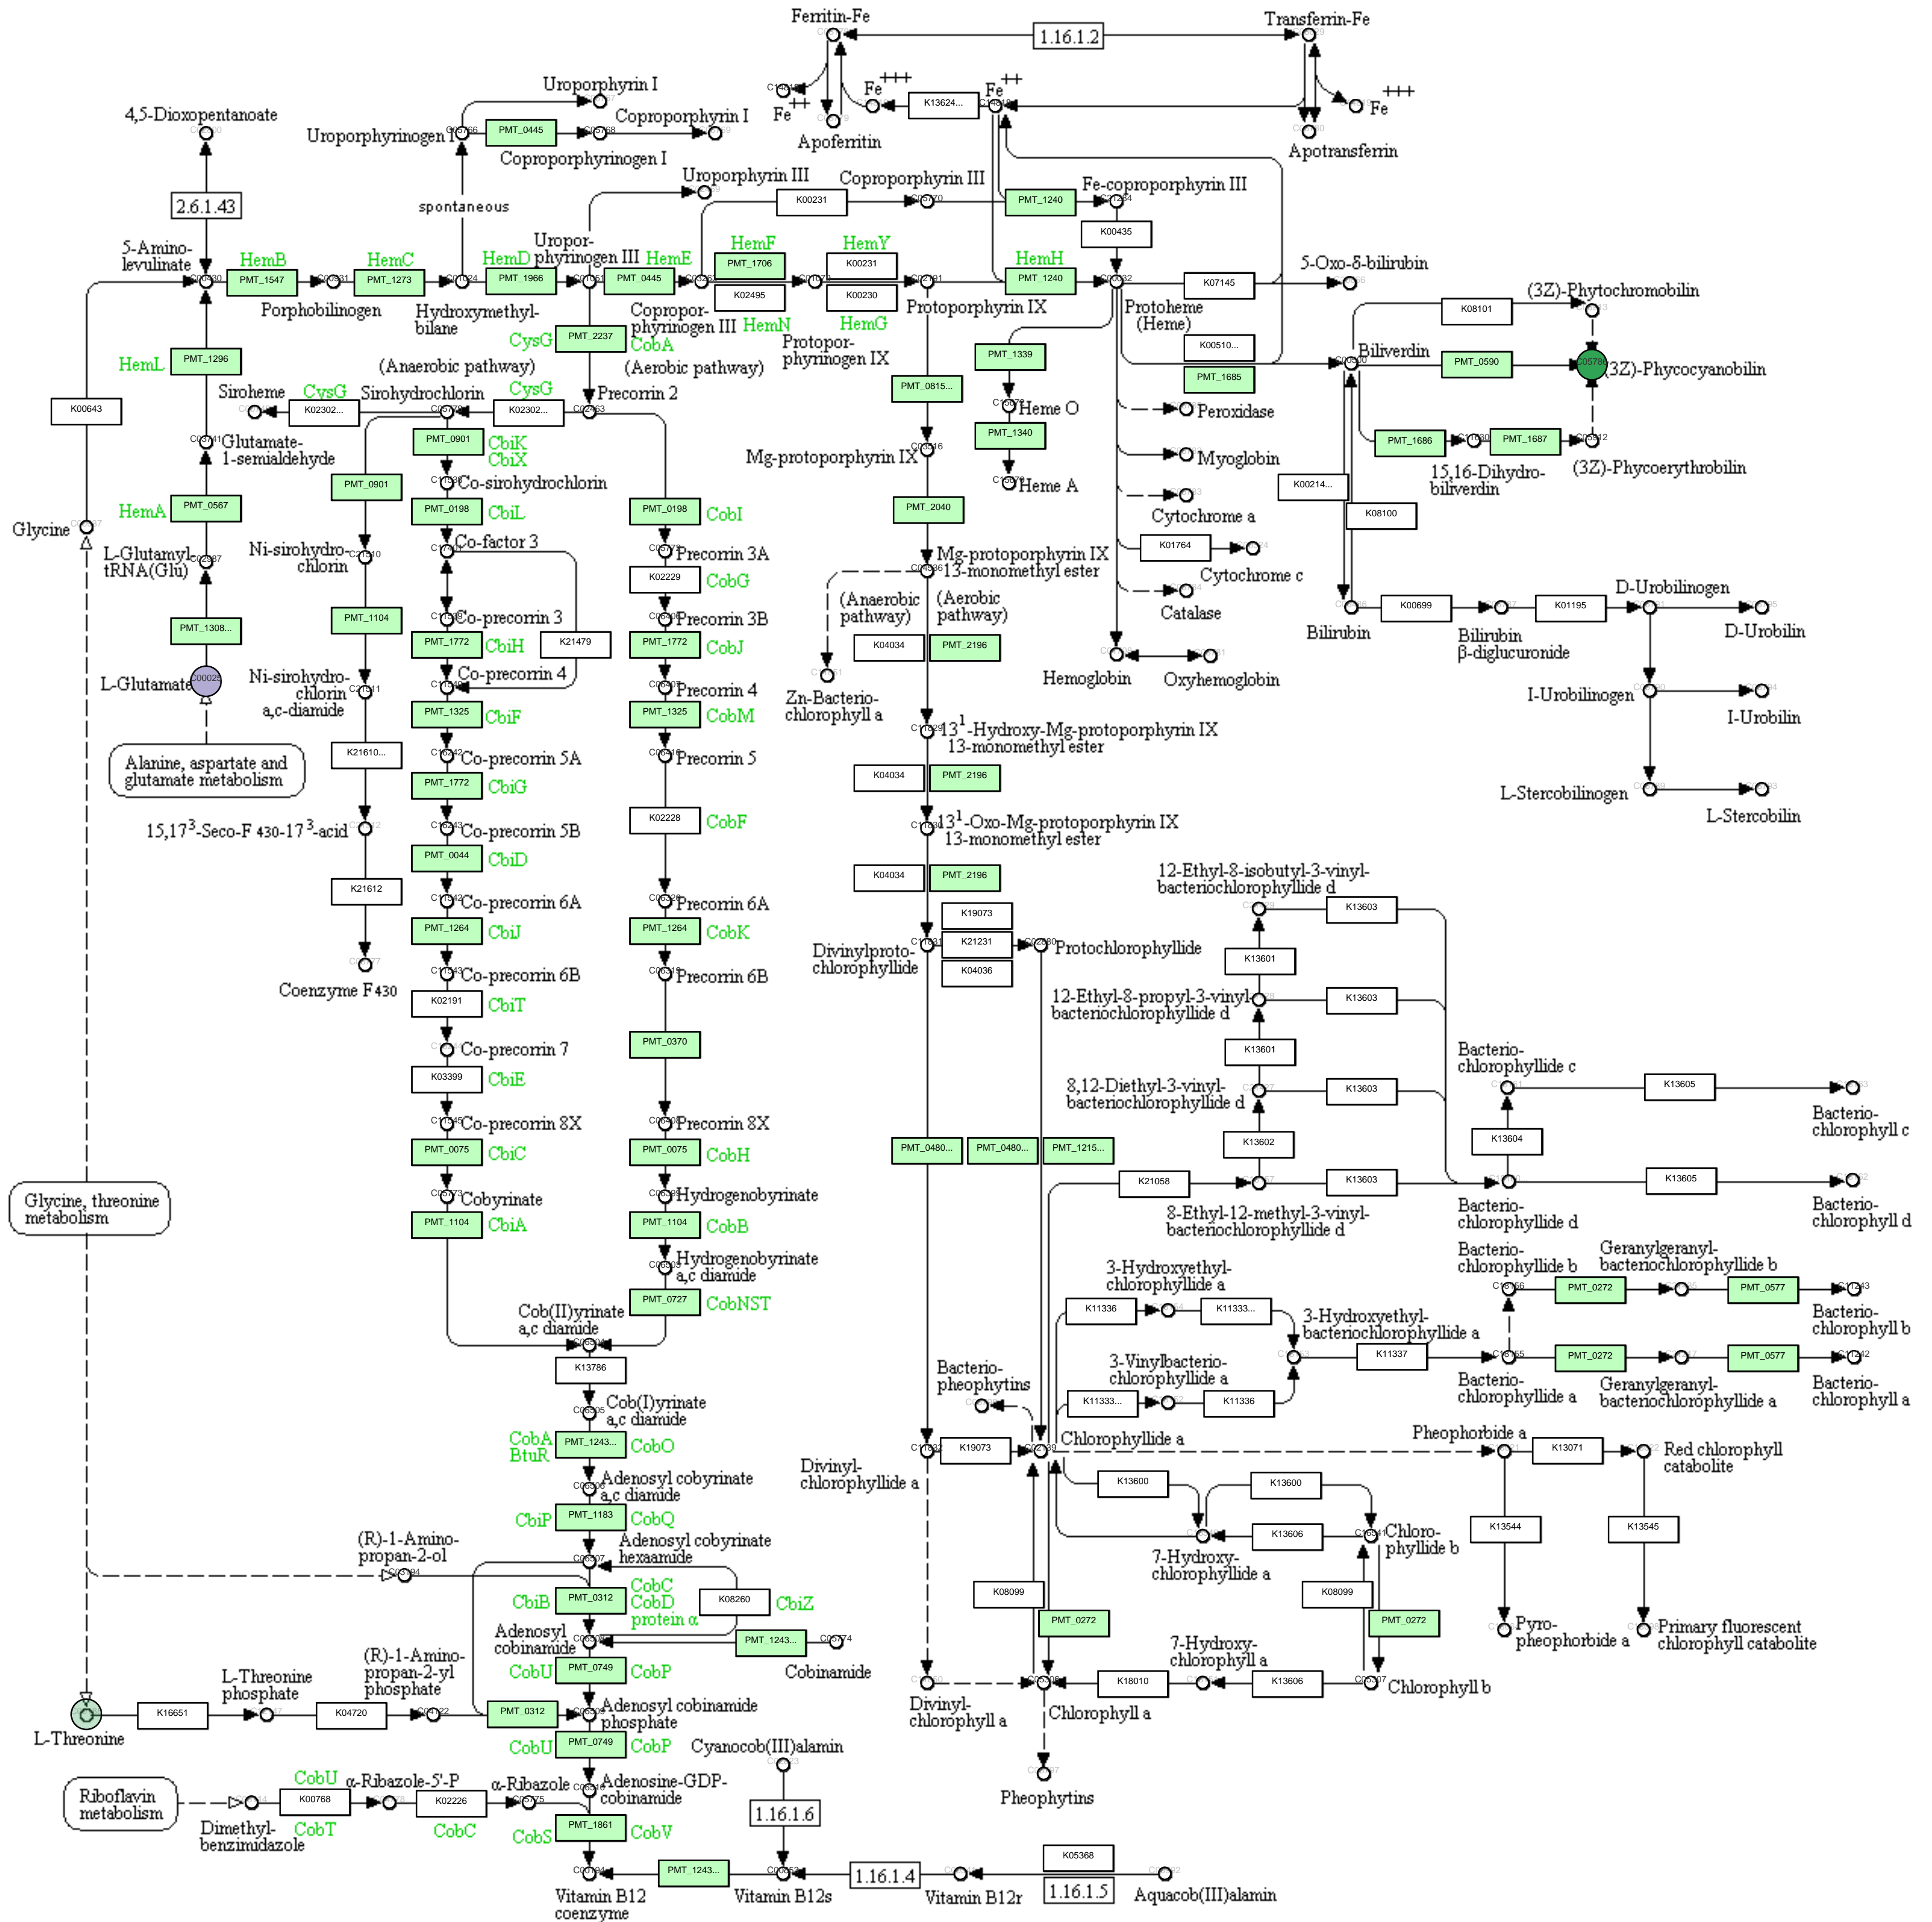 Ferritin-Fe
1.16.1.2
Transferrin-Fe
Fe++
Fe+++
K13624...
Fe++
Fe+++
Apoferritin
Apotransferrin
4,5-Dioxopentanoate
2.6.1.43
Uroporphyrin I
Uroporphyrinogen I
PMT_0445
Coproporphyrin I
Coproporphyrinogen I
spontaneous
Uroporphyrin III
K00231
Coproporphyrin III
PMT_1240
Fe-coproporphyrin III
K00435
5-Amino-
levulinate
HemB
PMT_1547
Porphobilinogen
HemC
PMT_1273
Hydroxymethyl-
bilane
HemD
PMT_1966
Uropor-
phyrinogen III
HemE
PMT_0445
Copropor-
phyrinogen III
HemF
PMT_1706
K02495
HemN
HemY
K00231
K00230
HemG
Protopor-
phyrinogen IX
Protoporphyrin IX
HemH
PMT_1240
Protoheme
(Heme)
K07145
5-Oxo-δ-bilirubin
K00510...
PMT_1685
Biliverdin
K08101
(3Z)-Phytochromobilin
PMT_0590
C05786
(3Z)-Phycocyanobilin
PMT_1686
15,16-Dihydro-
biliverdin
PMT_1687
(3Z)-Phycoerythrobilin
K00214...
K08100
HemL
PMT_1296
K00643
Glutamate-
1-semialdehyde
HemA
PMT_0567
Glycine
L-Glutamyl-
tRNA(Glu)
PMT_1308...
L-Glutamate
C00025
Alanine, aspartate and
glutamate metabolism
CysG
PMT_2237
CobA
(Anaerobic pathway)
(Aerobic pathway)
Siroheme
CysG
K02302...
Sirohydrochlorin
CysG
K02302...
Precorrin 2
PMT_0901
CbiK
CbiX
PMT_0901
Co-sirohydrochlorin
PMT_0198
CbiL
PMT_0198
CobI
Ni-sirohydro-
chlorin
Co-factor 3
Precorrin 3A
K02229
CobG
PMT_1104
Co-precorrin 3
Precorrin 3B
PMT_1772
CbiH
K21479
PMT_1772
CobJ
Ni-sirohydro-
chlorin
a,c-diamide
Co-precorrin 4
Precorrin 4
PMT_1325
CbiF
PMT_1325
CobM
K21610...
Co-precorrin 5A
Precorrin 5
PMT_1772
CbiG
K02228
CobF
15,17³-Seco-F 430-17³-acid
Co-precorrin 5B
PMT_0044
CbiD
K21612
Co-precorrin 6A
Precorrin 6A
PMT_1264
CbiJ
PMT_1264
CobK
Coenzyme F430
Co-precorrin 6B
Precorrin 6B
K02191
CbiT
PMT_0370
Co-precorrin 7
K03399
CbiE
Co-precorrin 8X
Precorrin 8X
PMT_0075
CbiC
PMT_0075
CobH
Cobyrinate
Hydrogenobyrinate
PMT_1104
CbiA
PMT_1104
CobB
Hydrogenobyrinate
a,c diamide
PMT_0727
CobNST
Cob(II)yrinate
a,c diamide
K13786
Cob(I)yrinate
a,c diamide
CobA
BtuR
PMT_1243...
CobO
Adenosyl cobyrinate
a,c diamide
CbiP
PMT_1183
CobQ
Adenosyl cobyrinate
hexaamide
(R)-1-Amino-
propan-2-ol
CbiB
PMT_0312
CobC
CobD
protein α
K08260
CbiZ
Adenosyl
cobinamide
PMT_1243...
C05774
Cobinamide
CobU
PMT_0749
CobP
Glycine, threonine
metabolism
L-Threonine
K16651
L-Threonine
phosphate
K04720
(R)-1-Amino-
propan-2-yl
phosphate
PMT_0312
Adenosyl cobinamide
phosphate
CobU
PMT_0749
CobP
Riboflavin
metabolism
Dimethyl-
benzimidazole
CobU
K00768
CobT
α-Ribazole-5'-P
K02226
CobC
α-Ribazole
Adenosine-GDP-
cobinamide
CobS
PMT_1861
CobV
Cyanocob(III)alamin
1.16.1.6
Vitamin B12
coenzyme
PMT_1243...
Vitamin B12s
1.16.1.4
Vitamin B12r
K05368
1.16.1.5
Aquacob(III)alamin
PMT_0815...
PMT_1339
Heme O
PMT_1340
Heme A
Mg-protoporphyrin IX
PMT_2040
Mg-protoporphyrin IX
13-monomethyl ester
(Anaerobic
pathway)
(Aerobic
pathway)
K04034
PMT_2196
Zn-Bacterio-
chlorophyll a
13¹-Hydroxy-Mg-protoporphyrin IX
13-monomethyl ester
K04034
PMT_2196
13¹-Oxo-Mg-protoporphyrin IX
13-monomethyl ester
K04034
PMT_2196
Peroxidase
Myoglobin
Cytochrome a
K01764
Cytochrome c
Catalase
Hemoglobin
Oxyhemoglobin
Bilirubin
K00699
Bilirubin
β-diglucuronide
K01195
D-Urobilinogen
D-Urobilin
I-Urobilinogen
I-Urobilin
L-Stercobilinogen
L-Stercobilin
K19073
K21231
K04036
Divinylproto-
chlorophyllide
Protochlorophyllide
PMT_0480...
PMT_0480...
PMT_1215...
12-Ethyl-8-isobutyl-3-vinyl-
bacteriochlorophyllide d
K13603
K13601
12-Ethyl-8-propyl-3-vinyl-
bacteriochlorophyllide d
K13603
K13601
8,12-Diethyl-3-vinyl-
bacteriochlorophyllide d
K13603
K13602
K21058
K13603
8-Ethyl-12-methyl-3-vinyl-
bacteriochlorophyllide d
Bacterio-
chlorophyllide c
K13605
Bacterio-
chlorophyll c
K13604
Bacterio-
chlorophyllide d
K13605
Bacterio-
chlorophyll d
Bacterio-
chlorophyllide b
PMT_0272
Geranylgeranyl-
bacteriochlorophyllide b
PMT_0577
Bacterio-
chlorophyll b
3-Hydroxyethyl-
chlorophyllide a
K11336
K11333...
3-Hydroxyethyl-
bacteriochlorophyllide a
K11337
Bacterio-
chlorophyllide a
PMT_0272
Geranylgeranyl-
bacteriochlorophyllide a
PMT_0577
Bacterio-
chlorophyll a
3-Vinylbacterio-
chlorophyllide a
K11333...
K11336
Bacterio-
pheophytins
Divinyl-
chlorophyllide a
K19073
Chlorophyllide a
Pheophorbide a
K13071
Red chlorophyll
catabolite
K13600
K13600
K13606
7-Hydroxy-
chlorophyllide a
Chloro-
phyllide b
K13544
K13545
K08099
PMT_0272
K08099
PMT_0272
Pyro-
pheophorbide a
Primary fluorescent
chlorophyll catabolite
Divinyl-
chlorophyll a
Chlorophyll a
K18010
7-Hydroxy-
chlorophyll a
K13606
Chlorophyll b
Pheophytins